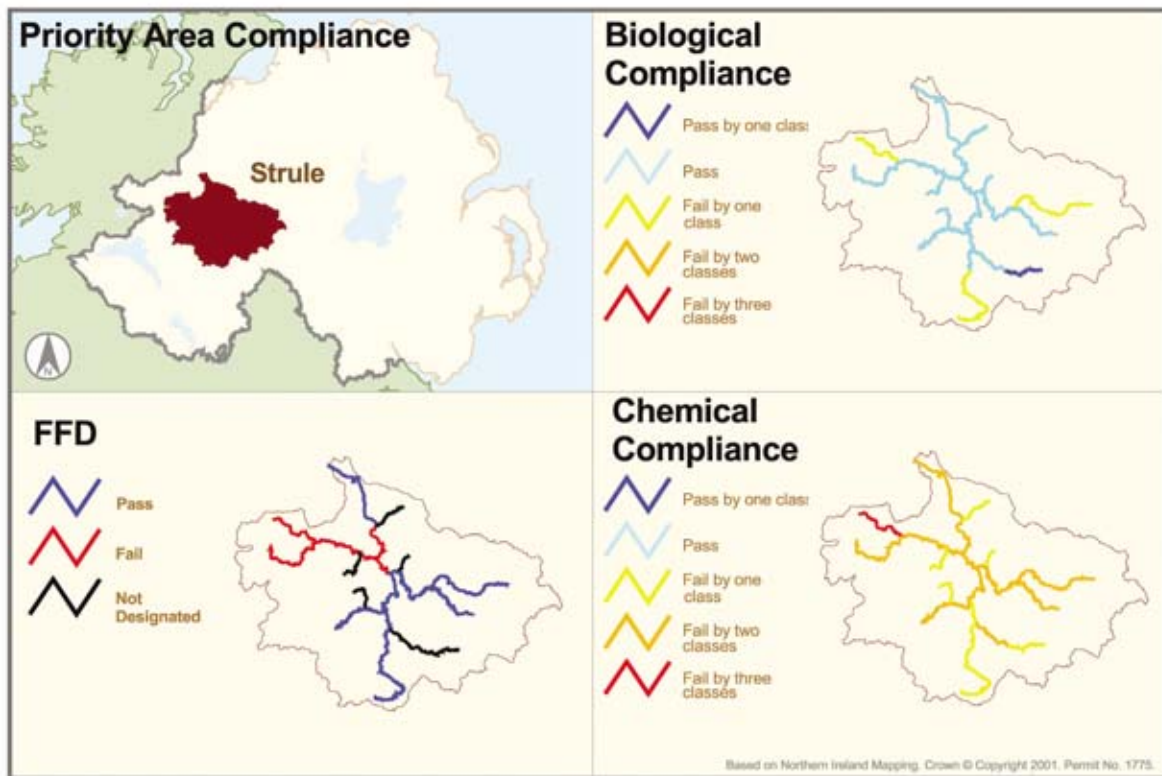 Priority Area Compliance
Strule
N
Biological
Compliance
Pass by one class
Pass
Fail by one
class
Fail by two
classes
Fail by three
classes
FFD
Pass
Fail
Not
Designated
Chemical
Compliance
Pass by one class
Pass
Fail by one
class
Fail by two
classes
Fail by three
classes
Based on Northern Ireland Mapping. Crown © Copyright 2001. Permit No. 1775.